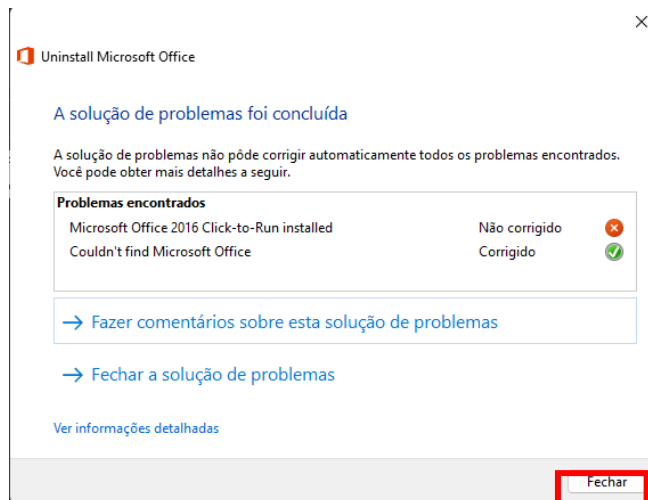 Uninstall Microsoft Office
A solução de problemas foi concluída
A solução de problemas não pôde corrigir automaticamente todos os problemas encontrados.
Você pode obter mais detalhes a seguir.
Problemas encontrados
Microsoft Office 2016 Click-to-Run installed Não corrigido
Couldn't find Microsoft Office Corrigido
Fazer comentários sobre esta solução de problemas
Fechar a solução de problemas
Ver informações detalhadas
Fechar